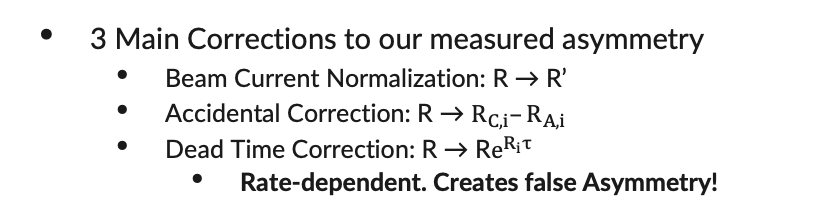 • 3 Main Corrections to our measured asymmetry
• Beam Current Normalization: R → R’
• Accidental Correction: R → R_{C,i}− R_{A,i}
• Dead Time Correction: R → Re^{R_iτ}
• Rate-dependent. Creates false Asymmetry!